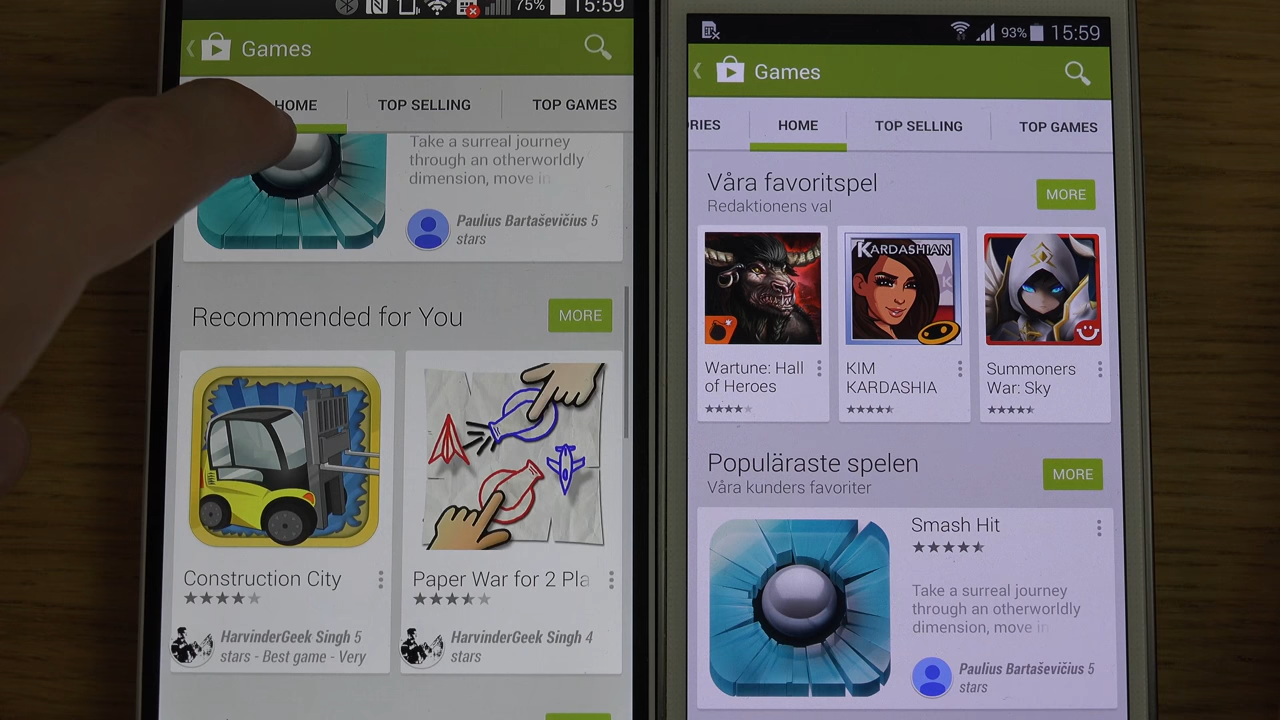 75% 15:59
Games
HOME
TOP SELLING
TOP GAMES
Take a surreal journey
through an otherworldly
dimension, move in
Paulius Bartaševičius 5
stars
Recommended for You
MORE
Construction City
HarvinderGeek Singh 5
stars - Best game - Very
Paper War for 2 Pla
HarvinderGeek Singh 4
stars
93% 15:59
Games
ORIES
HOME
TOP SELLING
TOP GAMES
Våra favoritspel
Redaktionens val
MORE
KARDASHIAN
K
Wartune: Hall
of Heroes
KIM
KARDASHIA
Summoners
War: Sky
Populäraste spelen
Våra kunders favoriter
MORE
Smash Hit
Take a surreal journey
through an otherworldly
dimension, move in
Paulius Bartaševičius 5
stars